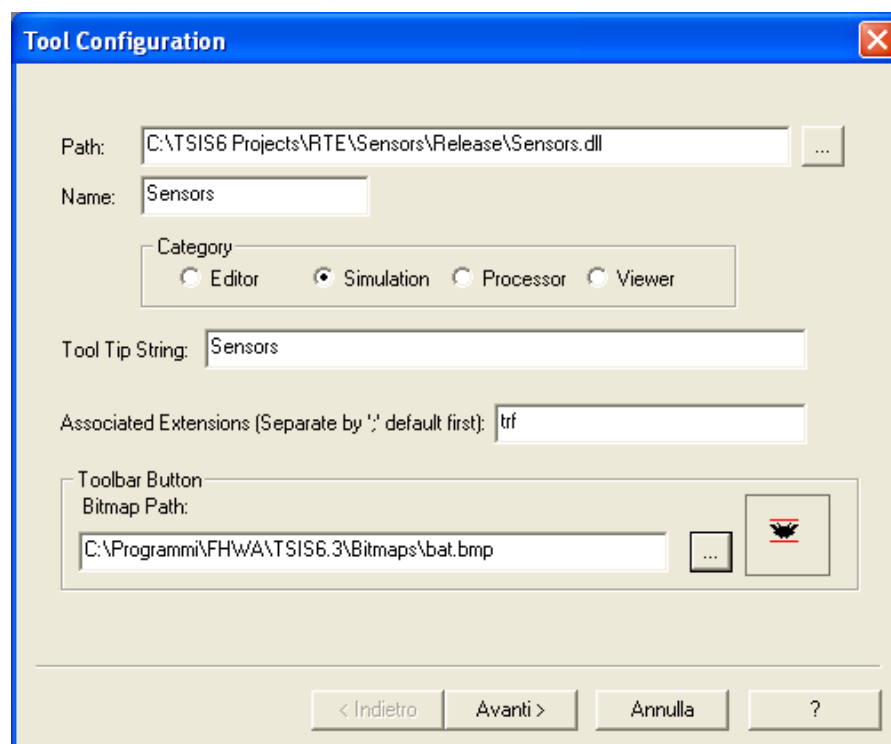 Tool Configuration
Path: C:\TSIS6 Projects\RTE\Sensors\Release\Sensors.dll ...
Name: Sensors
Category
Editor Simulation Processor Viewer
Tool Tip String: Sensors
Associated Extensions (Separate by ';' default first): trf
Toolbar Button
Bitmap Path:
C:\Programmi\FHWA\TSIS6.3\Bitmaps\bat.bmp ...
< Indietro Avanti > Annulla ?